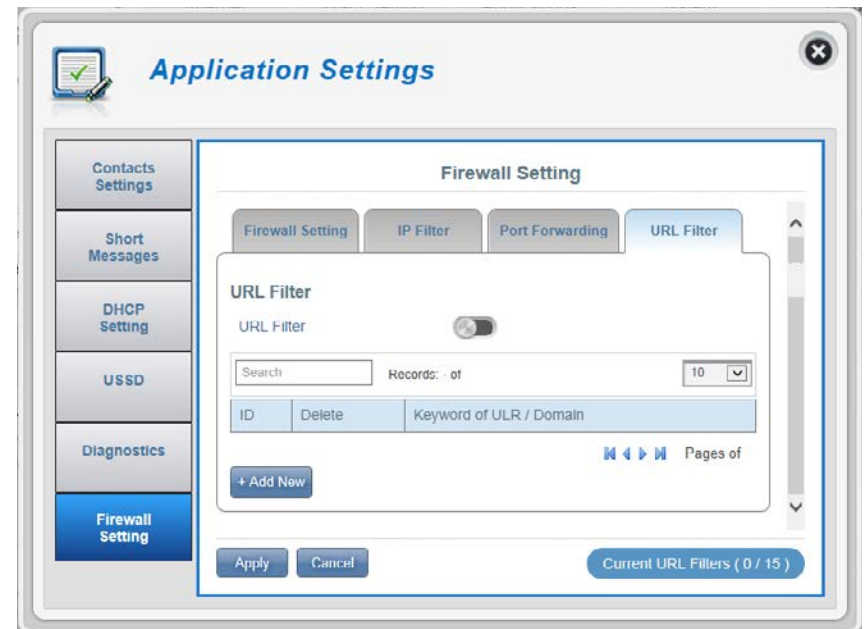 Application Settings
Contacts
Settings
Short
Messages
DHCP
Setting
USSD
Diagnostics
Firewall
Setting
Firewall Setting
Firewall Setting
IP Filter
Port Forwarding
URL Filter
URL Filter
URL Filter
Search
Records: - of
10
ID
Delete
Keyword of ULR / Domain
Pages of
+ Add New
Apply
Cancel
Current URL Filters ( 0 / 15 )